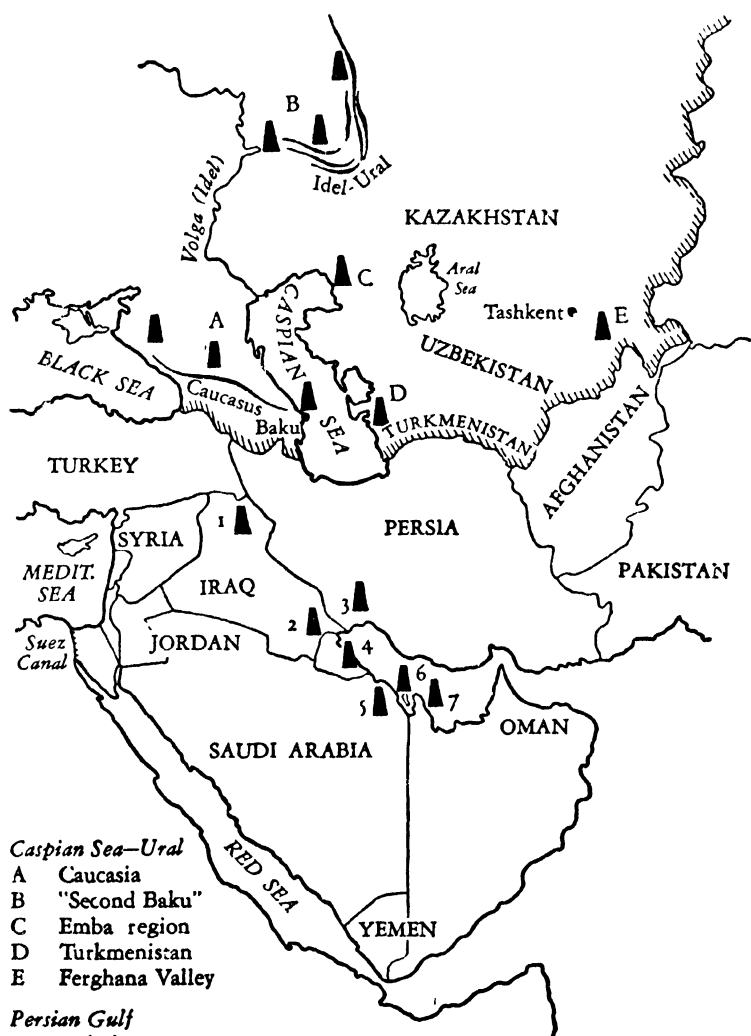 B
Idel-Ural
Volga (Idel)
KAZAKHSTAN
C
Aral
Sea
Tashkent
E
A
CASPIAN
SEA
UZBEKISTAN
BLACK SEA
Caucasus
Baku
D
TURKMENISTAN
AFGHANISTAN
TURKEY
1
SYRIA
PERSIA
MEDIT.
SEA
IRAQ
PAKISTAN
3
2
Suez
Canal
JORDAN
4
6
5
7
OMAN
SAUDI ARABIA
RED SEA
YEMEN
Caspian Sea—Ural
A Caucasia
B "Second Baku"
C Emba region
D Turkmenistan
E Ferghana Valley
Persian Gulf